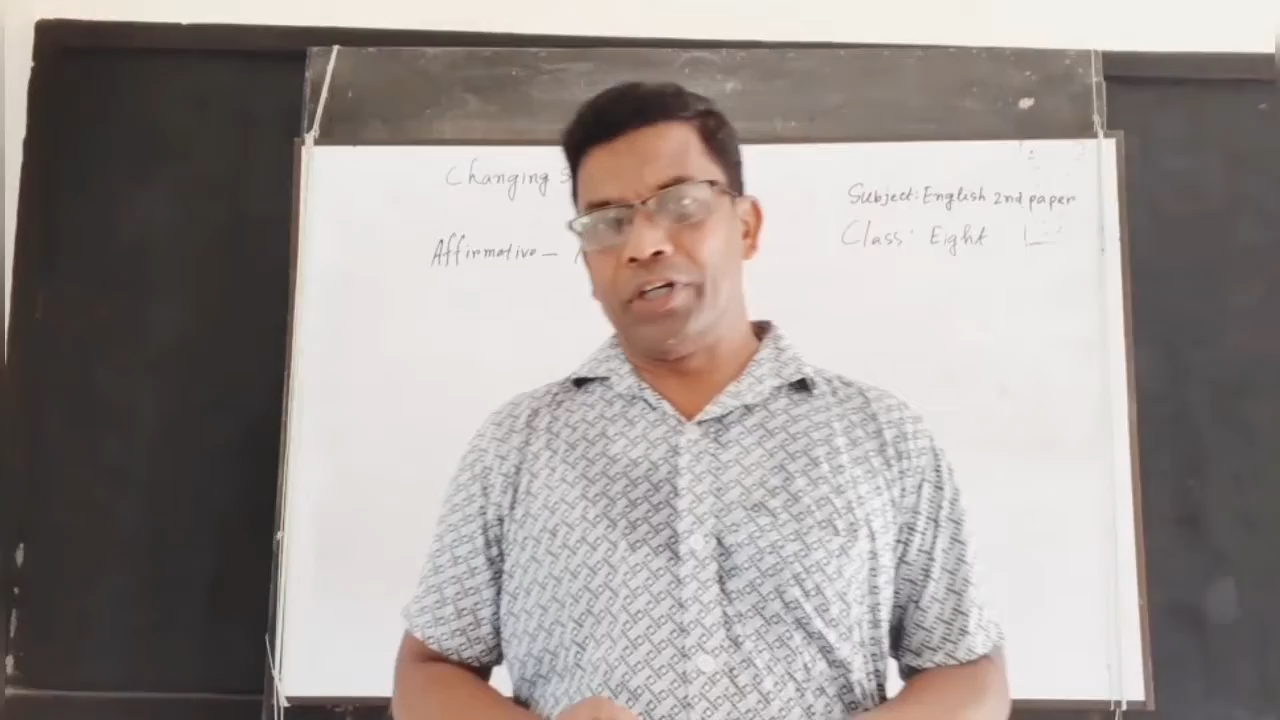 Changing
Affirmative –
Subject: English 2nd paper
Class: Eight